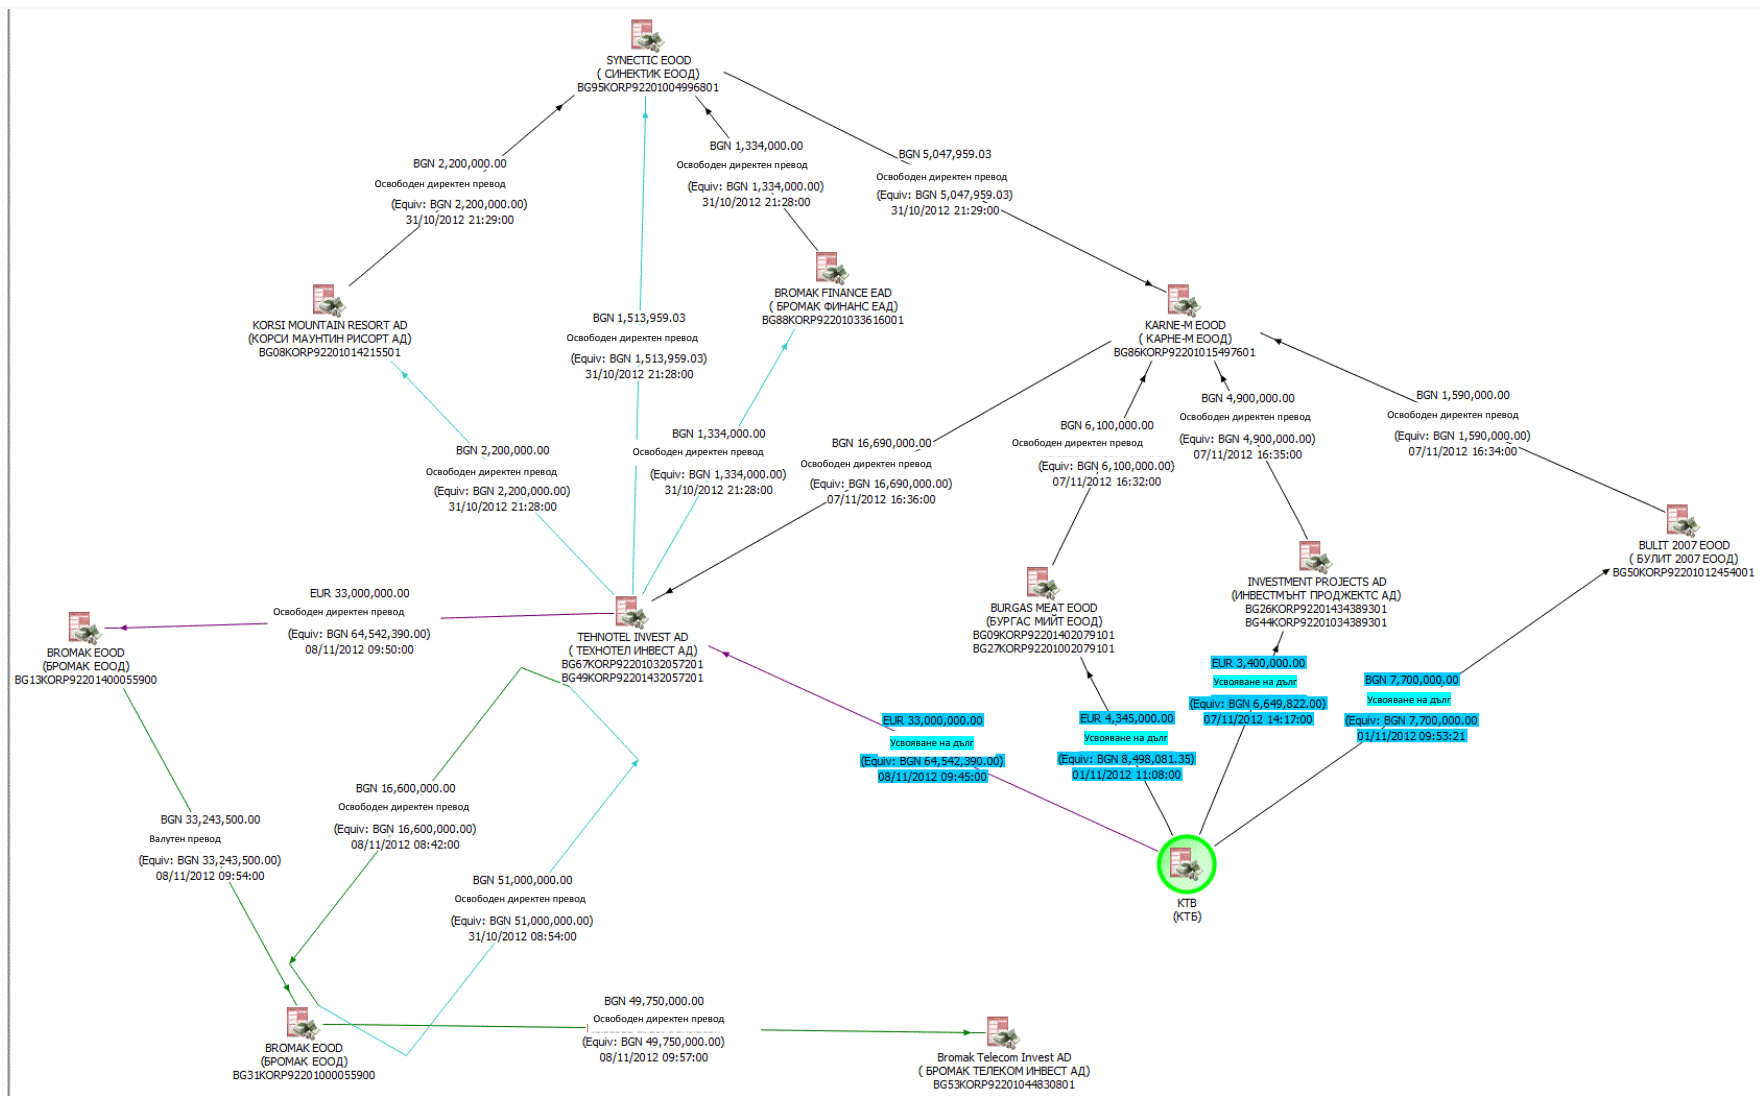 SYNECTIC EOOD
( СИНЕКТИК ЕООД)
BG95KORP92201004996801
BGN 2,200,000.00
Освободен директен превод
(Equiv: BGN 2,200,000.00)
31/10/2012 21:29:00
BGN 1,334,000.00
Освободен директен превод
(Equiv: BGN 1,334,000.00)
31/10/2012 21:28:00
BGN 5,047,959.03
Освободен директен превод
(Equiv: BGN 5,047,959.03)
31/10/2012 21:29:00
KORSI MOUNTAIN RESORT AD
(КОРСИ МАУНТИН РИСОРТ АД)
BG08KORP92201014215501
BGN 1,513,959.03
Освободен директен превод
(Equiv: BGN 1,513,959.03)
31/10/2012 21:28:00
BROMAK FINANCE EAD
( БРОМАК ФИНАНС ЕАД)
BG88KORP92201033616001
KARNE-M EOOD
( КАРНЕ-М ЕООД)
BG86KORP92201015497601
BGN 2,200,000.00
Освободен директен превод
(Equiv: BGN 2,200,000.00)
31/10/2012 21:28:00
BGN 1,334,000.00
Освободен директен превод
(Equiv: BGN 1,334,000.00)
31/10/2012 21:28:00
BGN 16,690,000.00
Освободен директен превод
(Equiv: BGN 16,690,000.00)
07/11/2012 16:36:00
BGN 6,100,000.00
Освободен директен превод
(Equiv: BGN 6,100,000.00)
07/11/2012 16:32:00
BGN 4,900,000.00
Освободен директен превод
(Equiv: BGN 4,900,000.00)
07/11/2012 16:35:00
BGN 1,590,000.00
Освободен директен превод
(Equiv: BGN 1,590,000.00)
07/11/2012 16:34:00
EUR 33,000,000.00
Освободен директен превод
(Equiv: BGN 64,542,390.00)
08/11/2012 09:50:00
BROMAK EOOD
(БРОМАК ЕООД)
BG13KORP92201400055900
TEHNOTEL INVEST AD
( ТЕХНОТЕЛ ИНВЕСТ АД)
BG67KORP92201032057201
BG49KORP92201432057201
BURGAS MEAT EOOD
(БУРГАС МИЙТ ЕООД)
BG09KORP92201402079101
BG27KORP92201002079101
INVESTMENT PROJECTS AD
(ИНВЕСТМЪНТ ПРОДЖЕКТС АД)
BG26KORP92201434389301
BG44KORP92201034389301
BULIT 2007 EOOD
( БУЛИТ 2007 ЕООД)
BG50KORP92201012454001
EUR 33,000,000.00
Усвояване на дълг
(Equiv: BGN 64,542,390.00)
08/11/2012 09:45:00
EUR 4,345,000.00
Усвояване на дълг
(Equiv: BGN 8,498,081.35)
01/11/2012 11:08:00
EUR 3,400,000.00
Усвояване на дълг
(Equiv: BGN 6,649,822.00)
07/11/2012 14:17:00
BGN 7,700,000.00
Усвояване на дълг
(Equiv: BGN 7,700,000.00
01/11/2012 09:53:21
BGN 33,243,500.00
Валутен превод
(Equiv: BGN 33,243,500.00)
08/11/2012 09:54:00
BGN 16,600,000.00
Освободен директен превод
(Equiv: BGN 16,600,000.00)
08/11/2012 08:42:00
BGN 51,000,000.00
Освободен директен превод
(Equiv: BGN 51,000,000.00)
31/10/2012 08:54:00
KTB
(КТБ)
BROMAK EOOD
(БРОМАК ЕООД)
BG31KORP92201000055900
BGN 49,750,000.00
Освободен директен превод
(Equiv: BGN 49,750,000.00)
08/11/2012 09:57:00
Bromak Telecom Invest AD
( БРОМАК ТЕЛЕКОМ ИНВЕСТ АД)
BG53KORP92201044830801